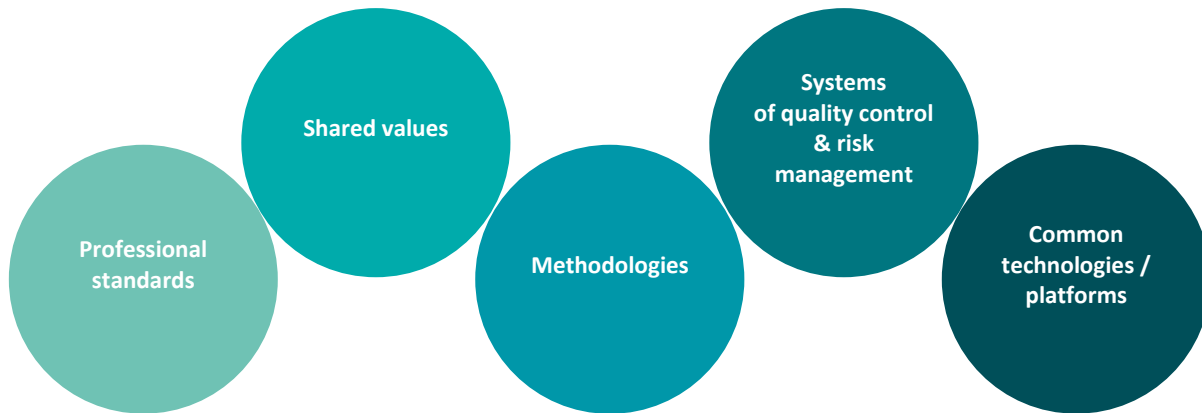 Professional
standards
Shared values
Methodologies
Systems
of quality control
& risk
management
Common
technologies /
platforms